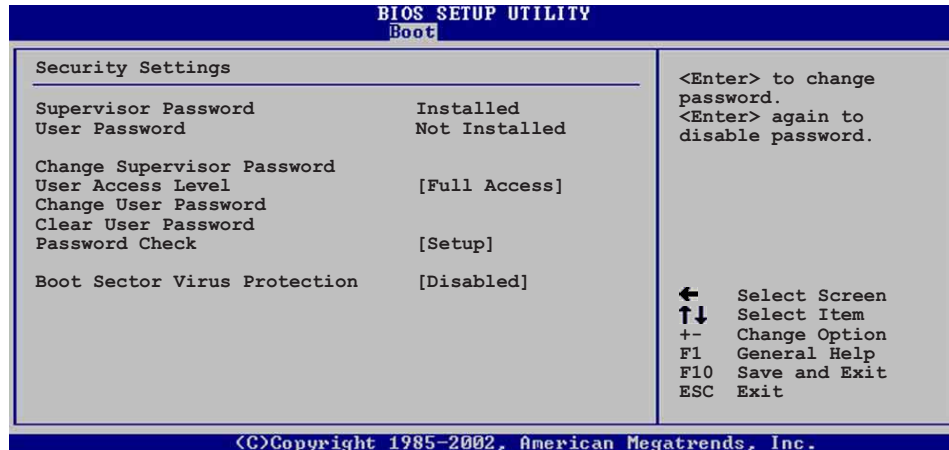 BIOS SETUP UTILITY
Boot
Security Settings
Supervisor Password Installed
User Password Not Installed
Change Supervisor Password
User Access Level [Full Access]
Change User Password
Clear User Password
Password Check [Setup]
Boot Sector Virus Protection [Disabled]
<Enter> to change
password.
<Enter> again to
disable password.
← Select Screen
↑↓ Select Item
+- Change Option
F1 General Help
F10 Save and Exit
ESC Exit
(C)Copyright 1985-2002, American Megatrends, Inc.